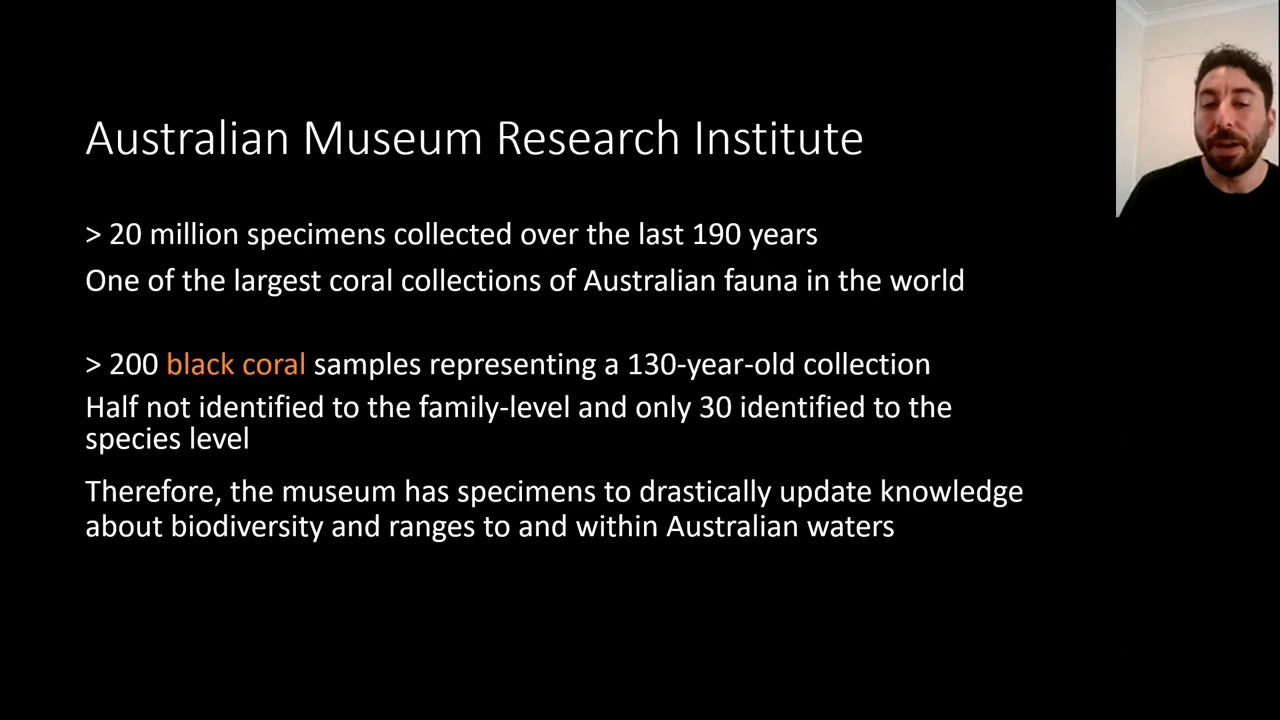 Australian Museum Research Institute
> 20 million specimens collected over the last 190 years
One of the largest coral collections of Australian fauna in the world
> 200 black coral samples representing a 130-year-old collection
Half not identified to the family-level and only 30 identified to the
species level
Therefore, the museum has specimens to drastically update knowledge
about biodiversity and ranges to and within Australian waters